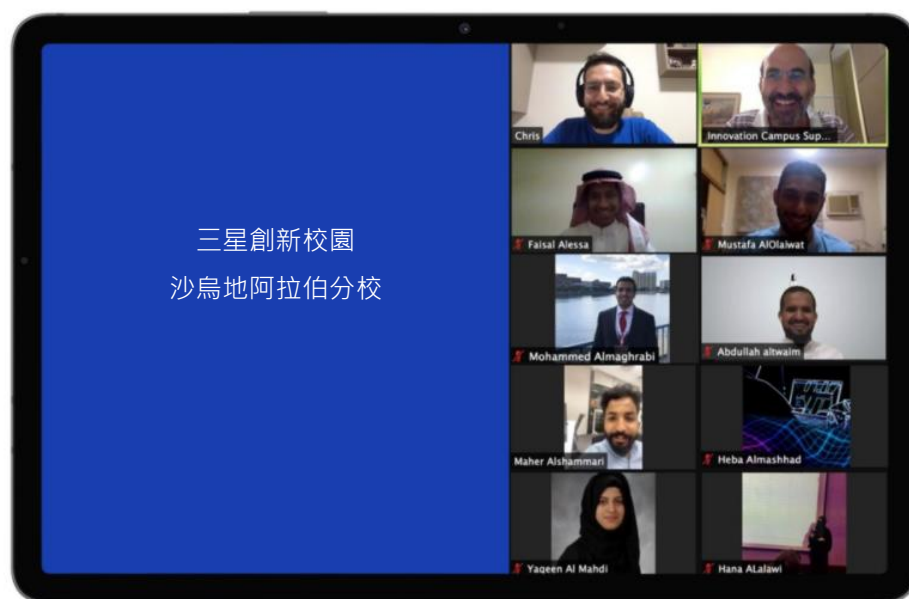 三星創新校園
沙烏地阿拉伯分校
Chris
Innovation Campus Sup...
Faisal Alessa
Mustafa AlOlaiwat
Mohammed Almaghrabi
Abdullah altwaim
Maher Alshammari
Heba Almashhad
Yaqeen Al Mahdi
Hana ALalawi